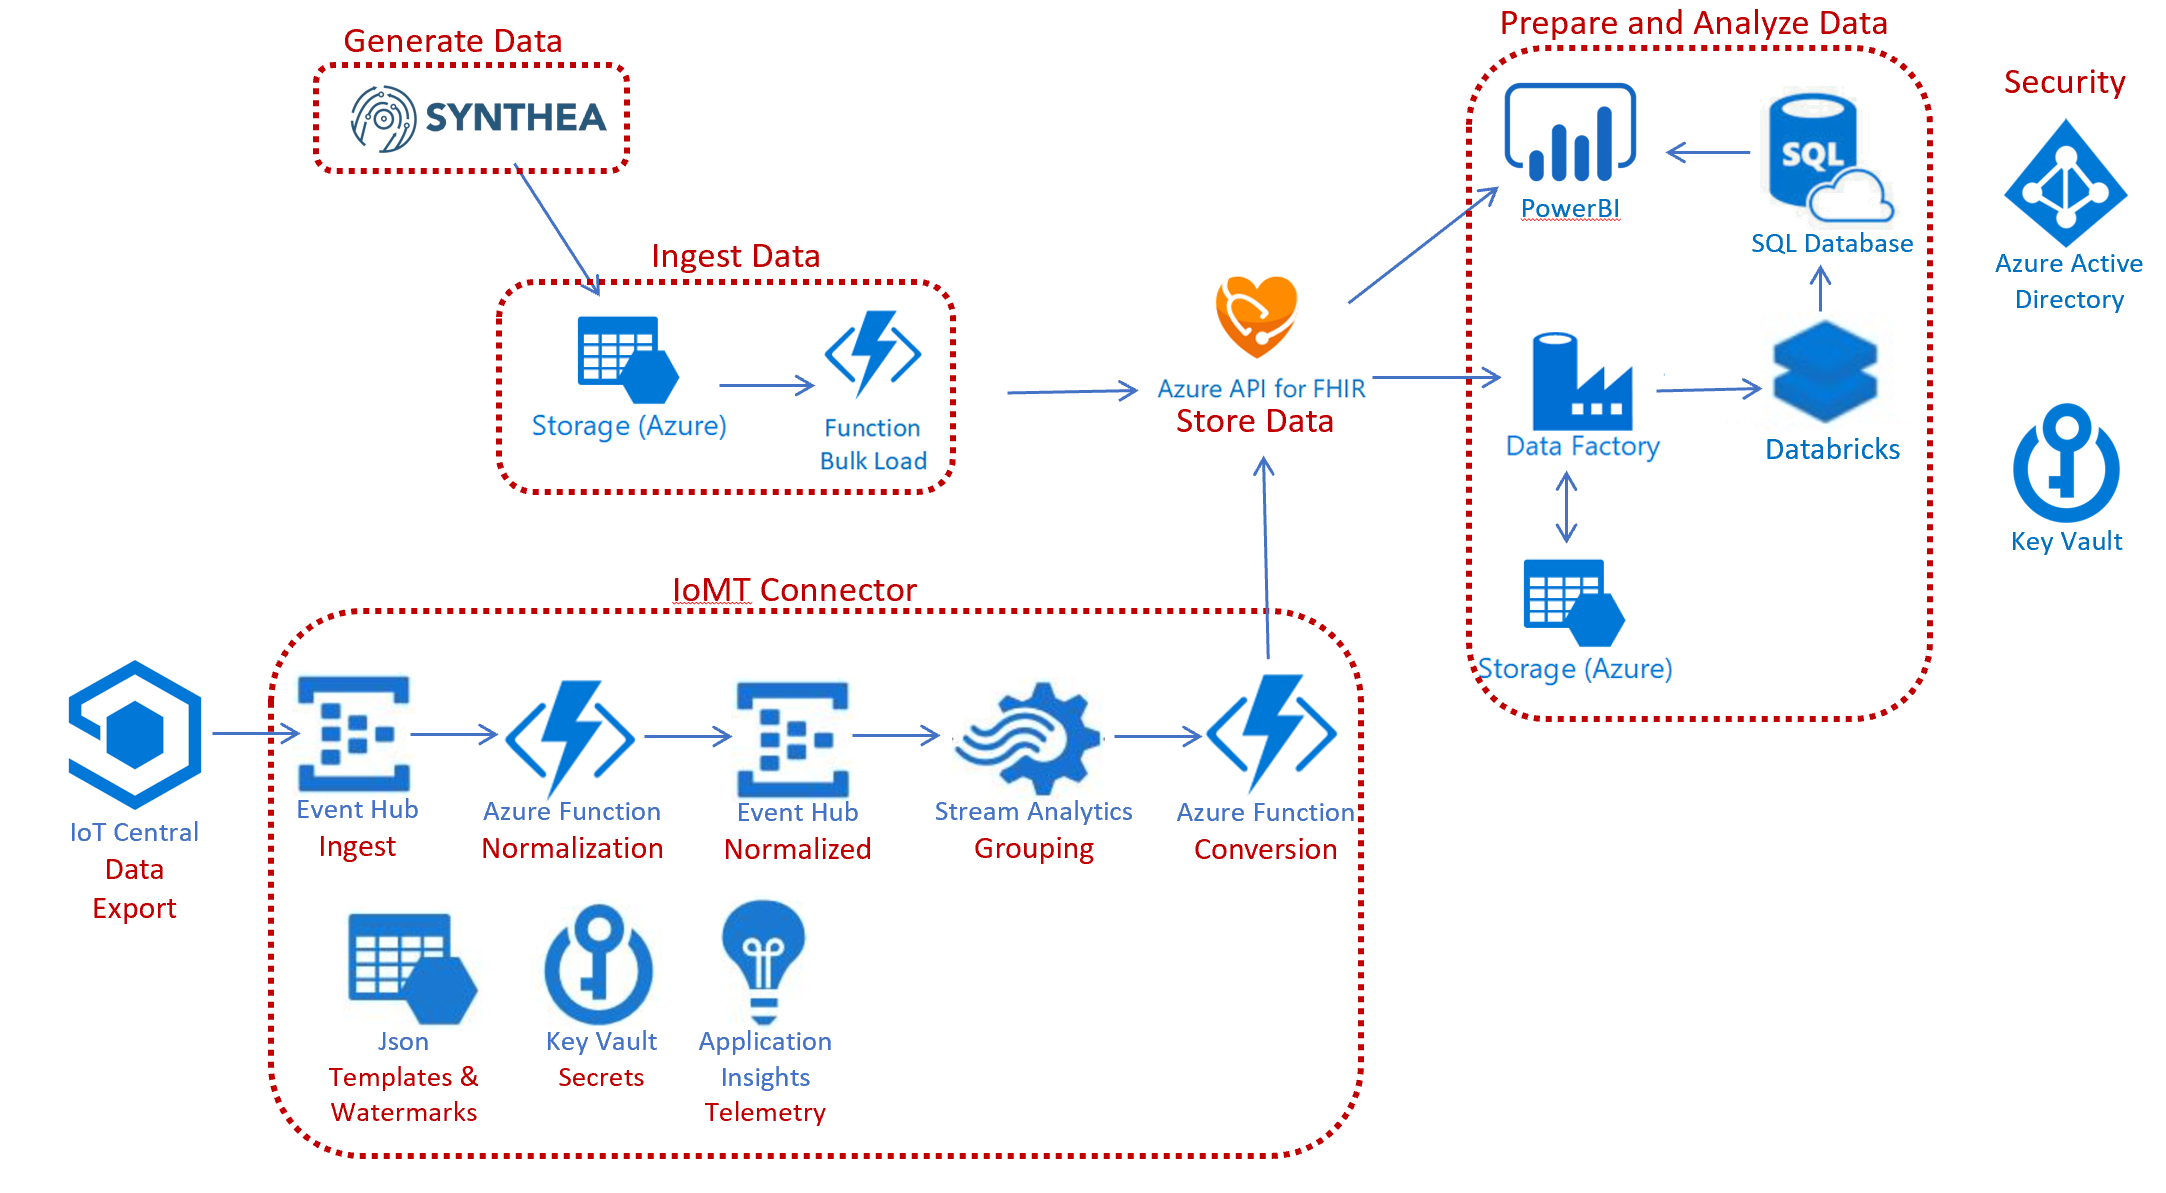 Generate Data
SYNTHEA
Ingest Data
Storage (Azure)
Function
Bulk Load
Azure API for FHIR
Store Data
Prepare and Analyze Data
PowerBI
SQL
SQL Database
Data Factory
Databricks
Storage (Azure)
Security
Azure Active
Directory
Key Vault
IoMT Connector
IoT Central
Data
Export
Event Hub
Ingest
Azure Function
Normalization
Event Hub
Normalized
Stream Analytics
Grouping
Azure Function
Conversion
Json
Templates &
Watermarks
Key Vault
Secrets
Application
Insights
Telemetry